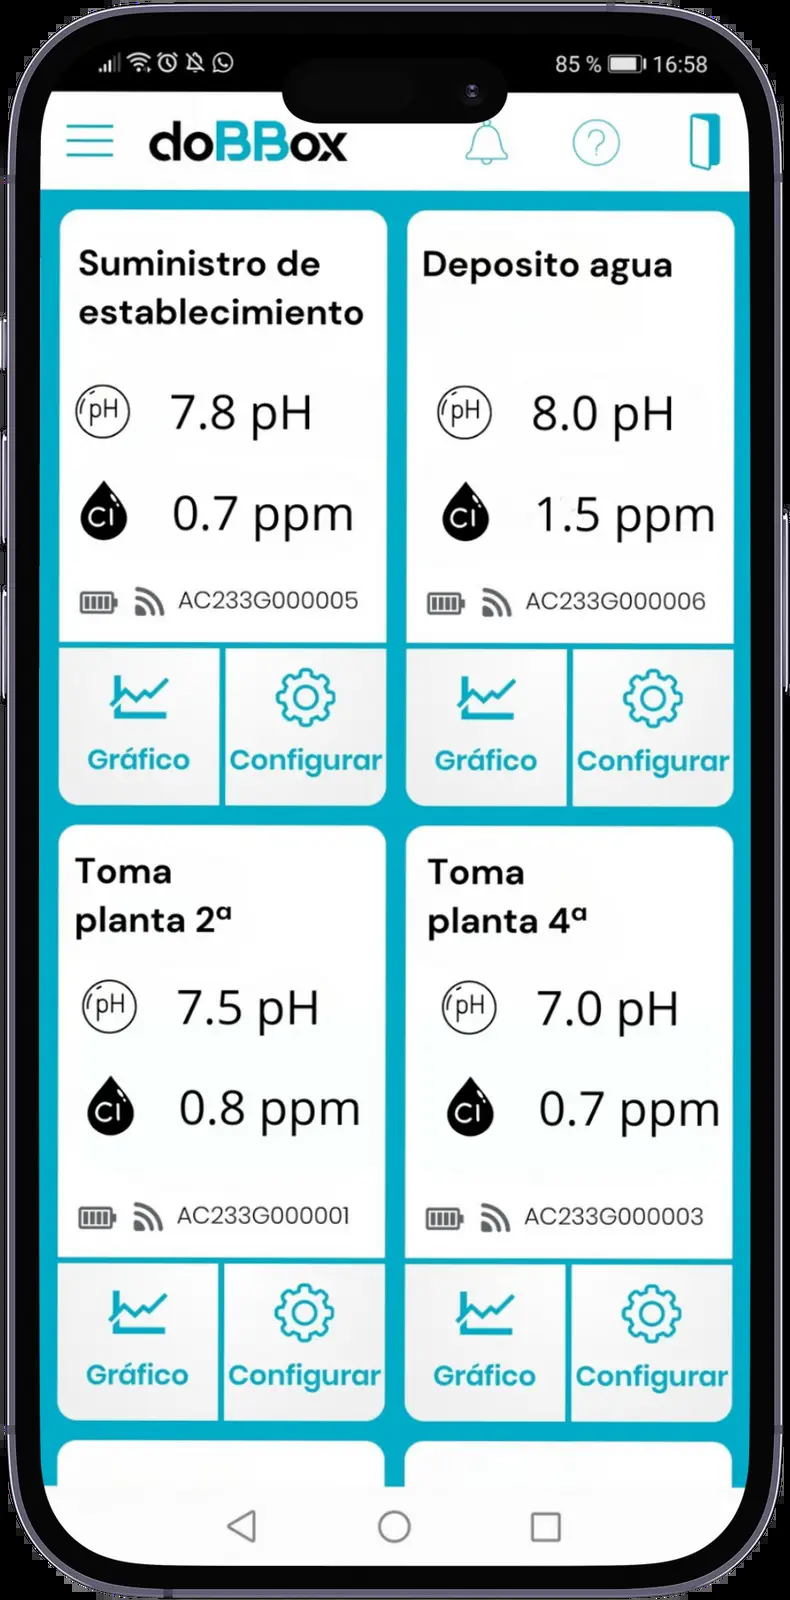 85 % 16:58
doBBox
?
Suministro de
establecimiento
pH 7.8 pH
Cl 0.7 ppm
AC233G000005
Gráfico Configurar
Deposito agua
pH 8.0 pH
Cl 1.5 ppm
AC233G000006
Gráfico Configurar
Toma
planta 2ª
pH 7.5 pH
Cl 0.8 ppm
AC233G000001
Gráfico Configurar
Toma
planta 4ª
pH 7.0 pH
Cl 0.7 ppm
AC233G000003
Gráfico Configurar